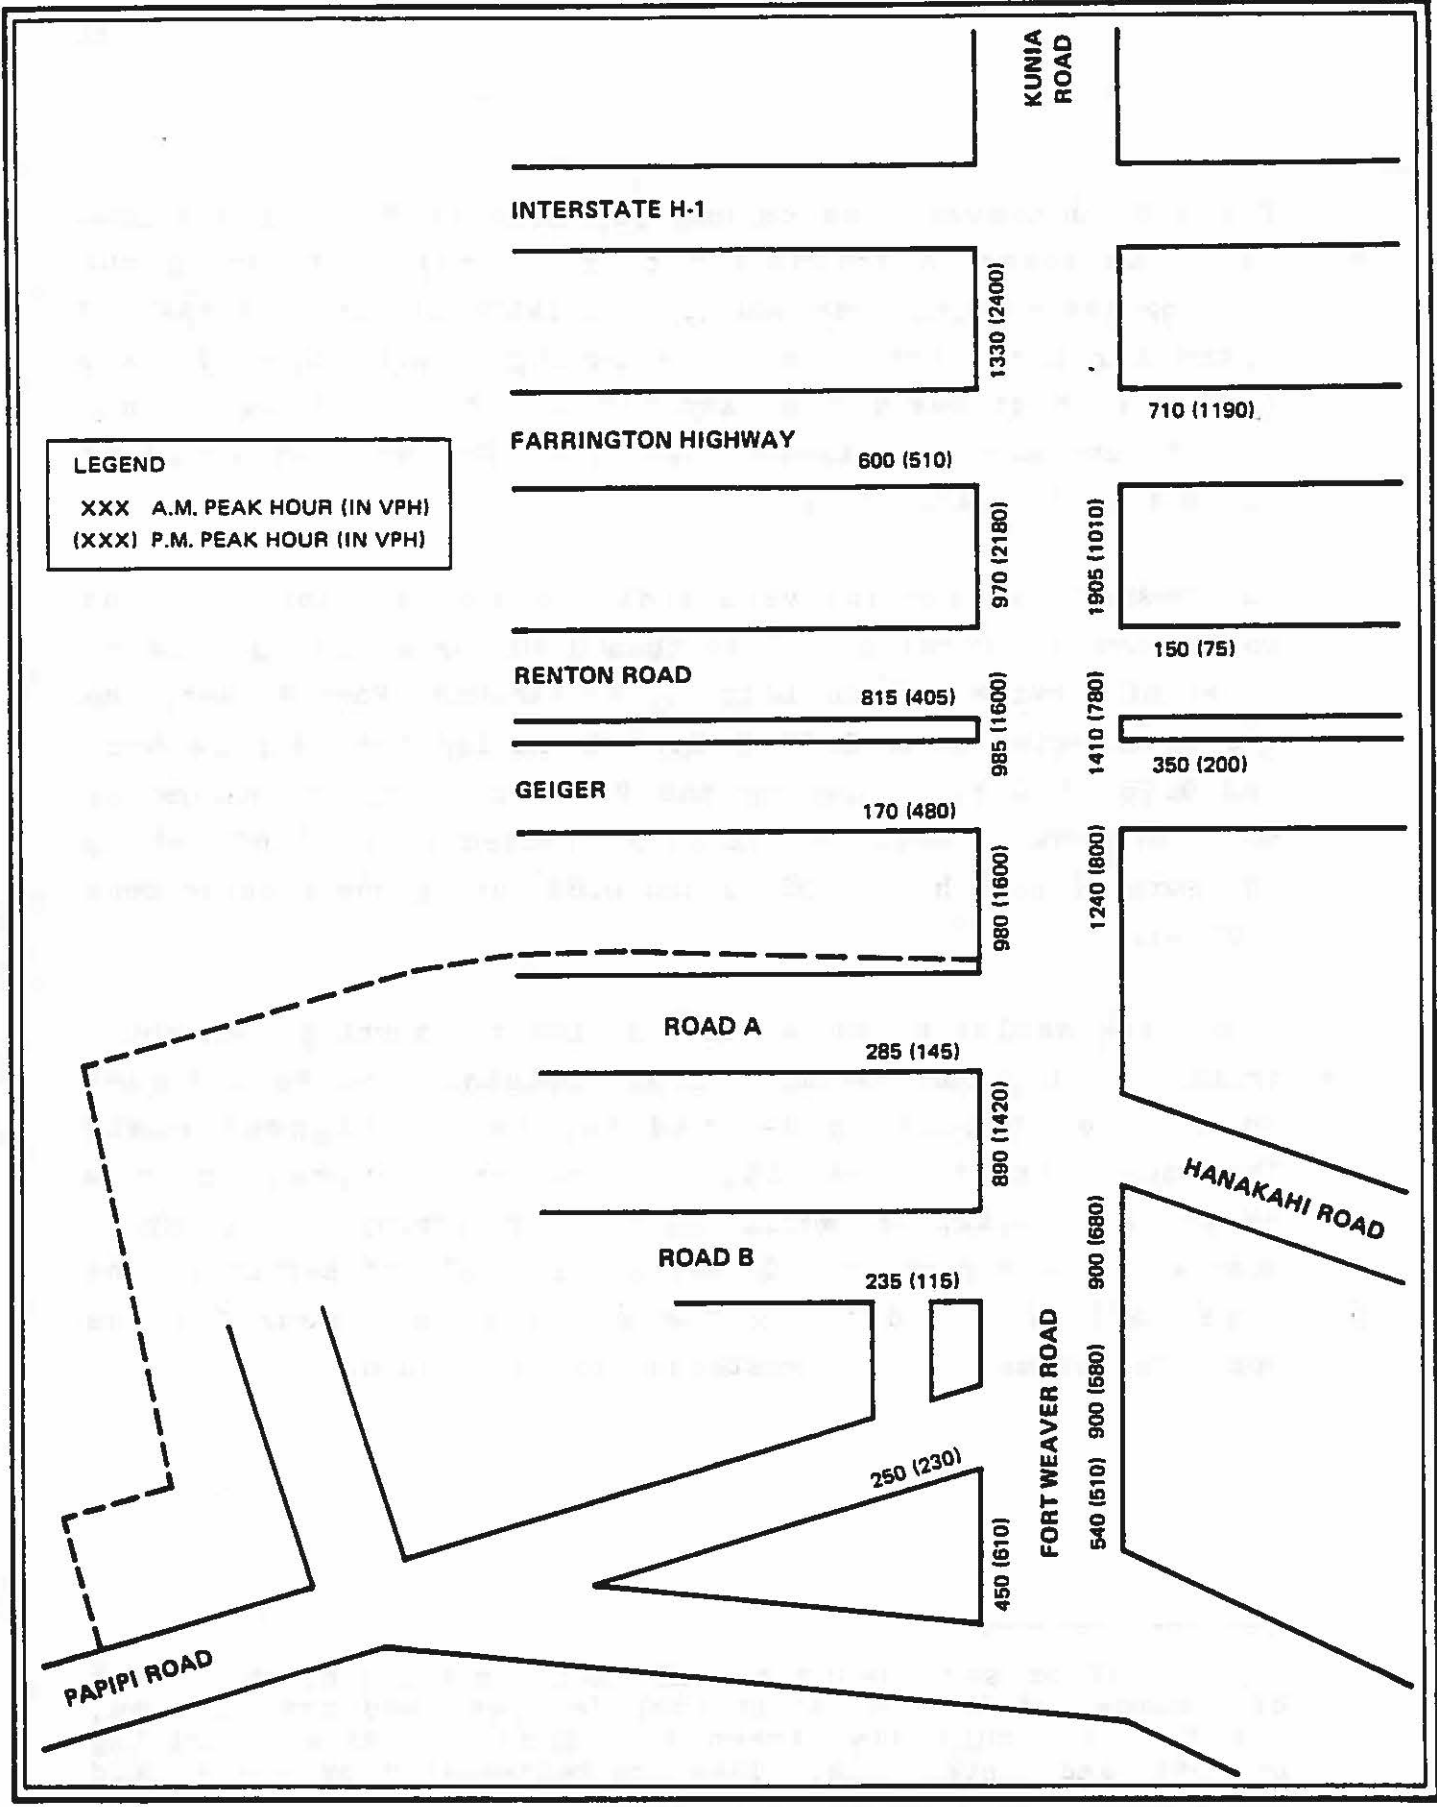 KUNIA
ROAD
INTERSTATE H-1
1330 (2400)
710 (1190)
FARRINGTON HIGHWAY
600 (510)
LEGEND
XXX A.M. PEAK HOUR (IN VPH)
(XXX) P.M. PEAK HOUR (IN VPH)
970 (2180)
1905 (1010)
150 (75)
RENTON ROAD
815 (405)
985 (1600)
1410 (780)
350 (200)
GEIGER
170 (480)
980 (1600)
1240 (800)
ROAD A
285 (145)
890 (1420)
HANAKAHI ROAD
900 (680)
ROAD B
235 (115)
FORT WEAVER ROAD
900 (580)
250 (230)
540 (510)
450 (610)
PAPIPI ROAD